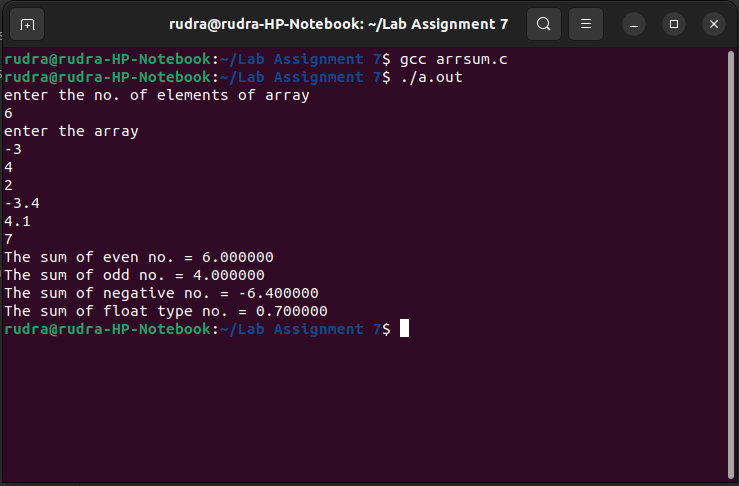 rudra@rudra-HP-Notebook: ~/Lab Assignment 7
rudra@rudra-HP-Notebook:~/Lab Assignment 7$ gcc arrsum.c
rudra@rudra-HP-Notebook:~/Lab Assignment 7$ ./a.out
enter the no. of elements of array
6
enter the array
-3
4
2
-3.4
4.1
7
The sum of even no. = 6.000000
The sum of odd no. = 4.000000
The sum of negative no. = -6.400000
The sum of float type no. = 0.700000
rudra@rudra-HP-Notebook:~/Lab Assignment 7$